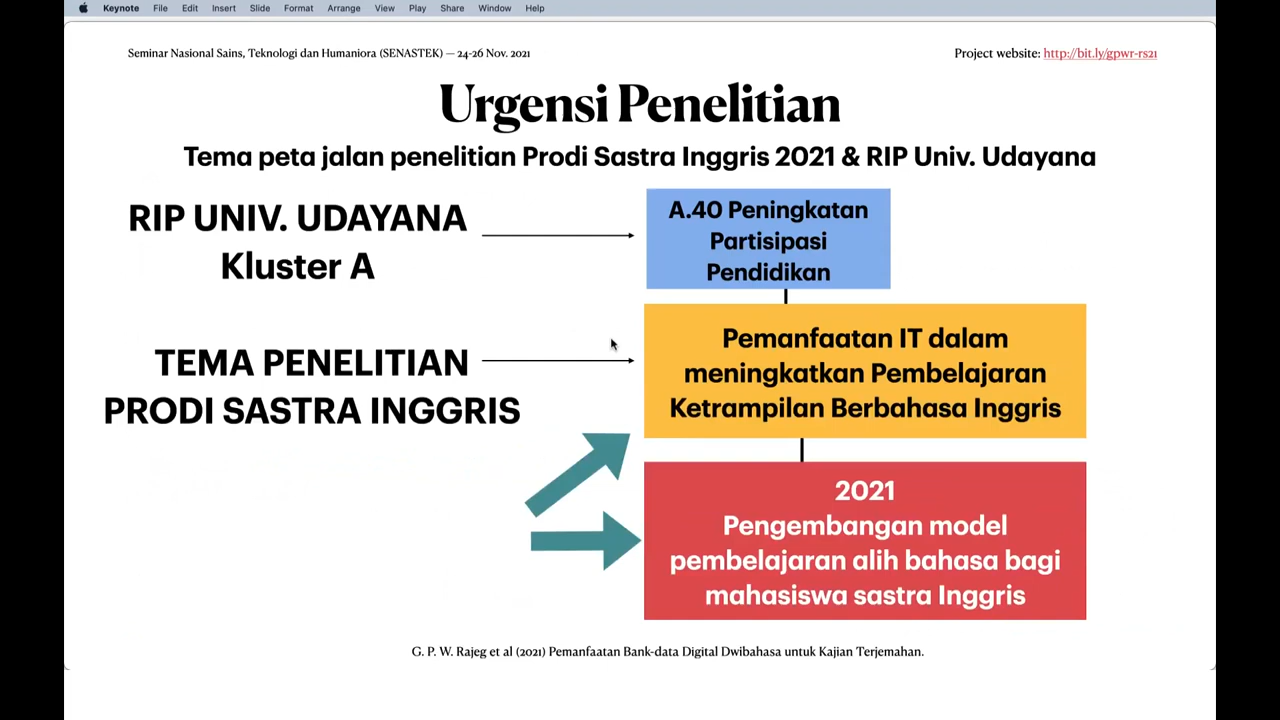 Keynote File Edit Insert Slide Format Arrange View Play Share Window Help
Seminar Nasional Sains, Teknologi dan Humaniora (SENASTEK) — 24-26 Nov. 2021
Project website: http://bit.ly/gpwr-rs21
Urgensi Penelitian
Tema peta jalan penelitian Prodi Sastra Inggris 2021 & RIP Univ. Udayana
RIP UNIV. UDAYANA
Kluster A
A.40 Peningkatan
Partisipasi
Pendidikan
TEMA PENELITIAN
PRODI SASTRA INGGRIS
Pemanfaatan IT dalam
meningkatkan Pembelajaran
Ketrampilan Berbahasa Inggris
2021
Pengembangan model
pembelajaran alih bahasa bagi
mahasiswa sastra Inggris
G. P. W. Rajeg et al (2021) Pemanfaatan Bank-data Digital Dwibahasa untuk Kajian Terjemahan.